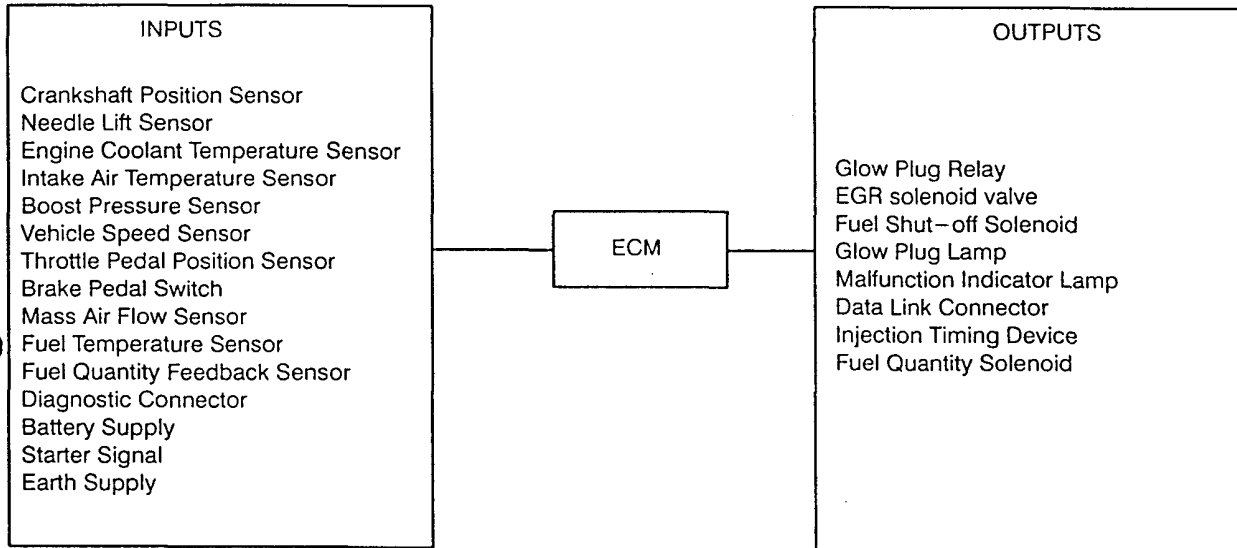 INPUTS
Crankshaft Position Sensor
Needle Lift Sensor
Engine Coolant Temperature Sensor
Intake Air Temperature Sensor
Boost Pressure Sensor
Vehicle Speed Sensor
Throttle Pedal Position Sensor
Brake Pedal Switch
Mass Air Flow Sensor
Fuel Temperature Sensor
Fuel Quantity Feedback Sensor
Diagnostic Connector
Battery Supply
Starter Signal
Earth Supply
ECM
OUTPUTS
Glow Plug Relay
EGR solenoid valve
Fuel Shut-off Solenoid
Glow Plug Lamp
Malfunction Indicator Lamp
Data Link Connector
Injection Timing Device
Fuel Quantity Solenoid